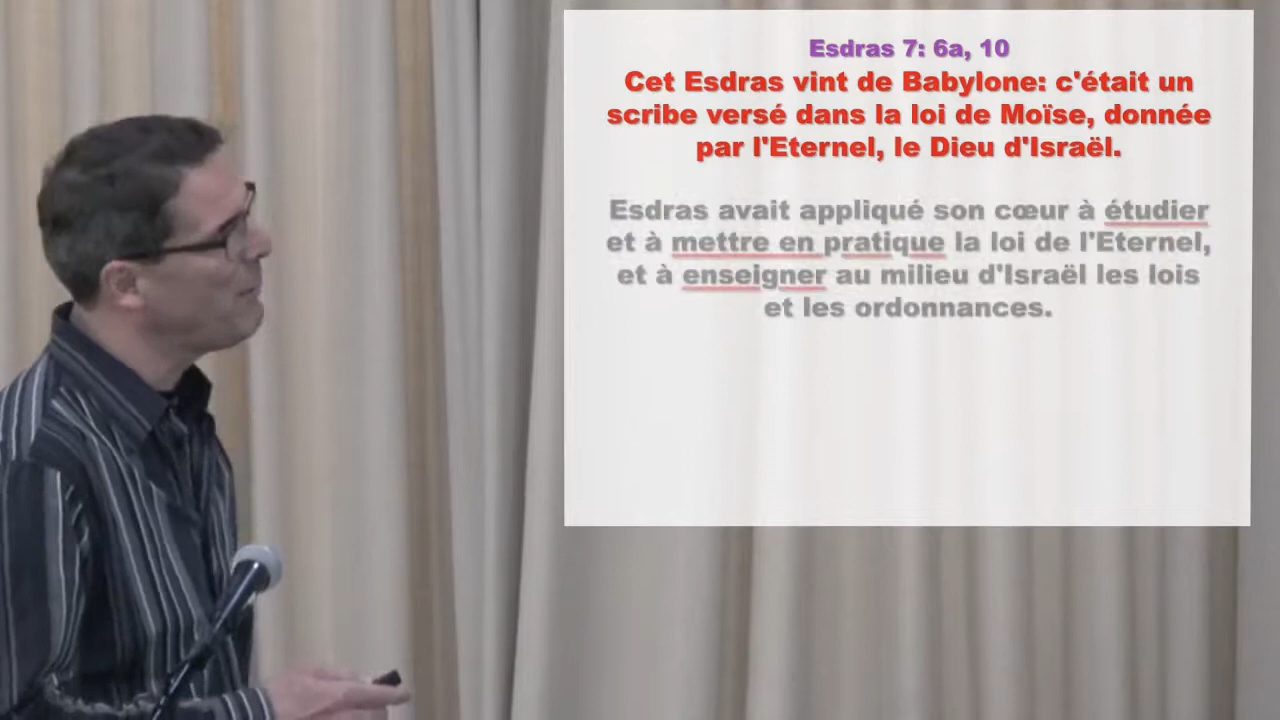 Esdras 7: 6a, 10
Cet Esdras vint de Babylone: c'était un
scribe versé dans la loi de Moïse, donnée
par l'Eternel, le Dieu d'Israël.
Esdras avait appliqué son cœur à étudier
et à mettre en pratique la loi de l'Eternel,
et à enseigner au milieu d'Israël les lois
et les ordonnances.